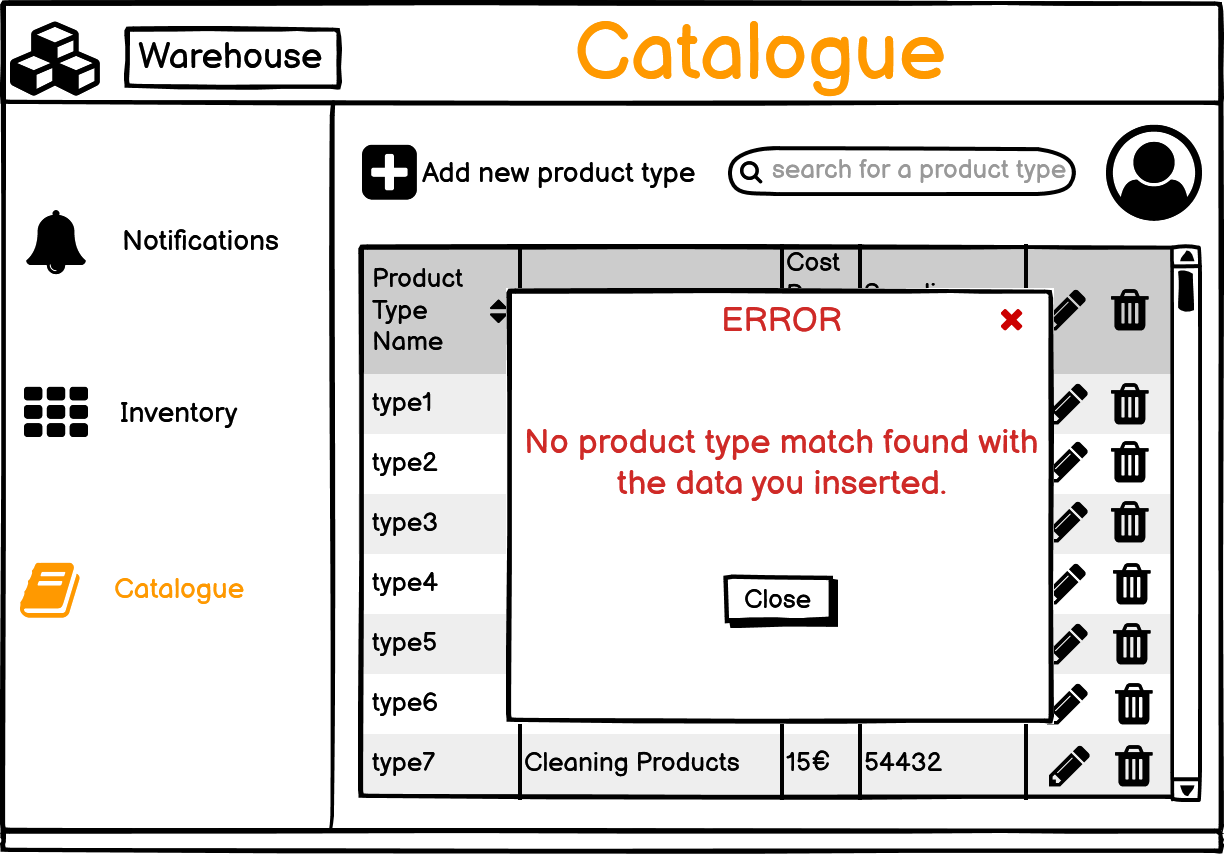 Warehouse
Catalogue
Add new product type
search for a product type
Notifications
Inventory
Catalogue
Product
Type
Name
Cost
type1
type2
type3
type4
type5
type6
type7
Cleaning Products
15€
54432
ERROR
No product type match found with
the data you inserted.
Close